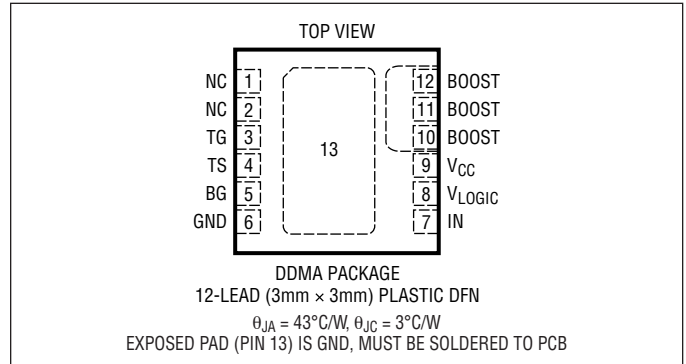 TOP VIEW
NC 1
NC 2
TG 3
TS 4
BG 5
GND 6
13
12 BOOST
11 BOOST
10 BOOST
9 VCC
8 VLOGIC
7 IN
DDMA PACKAGE
12-LEAD (3mm × 3mm) PLASTIC DFN
θJA = 43°C/W, θJC = 3°C/W
EXPOSED PAD (PIN 13) IS GND, MUST BE SOLDERED TO PCB